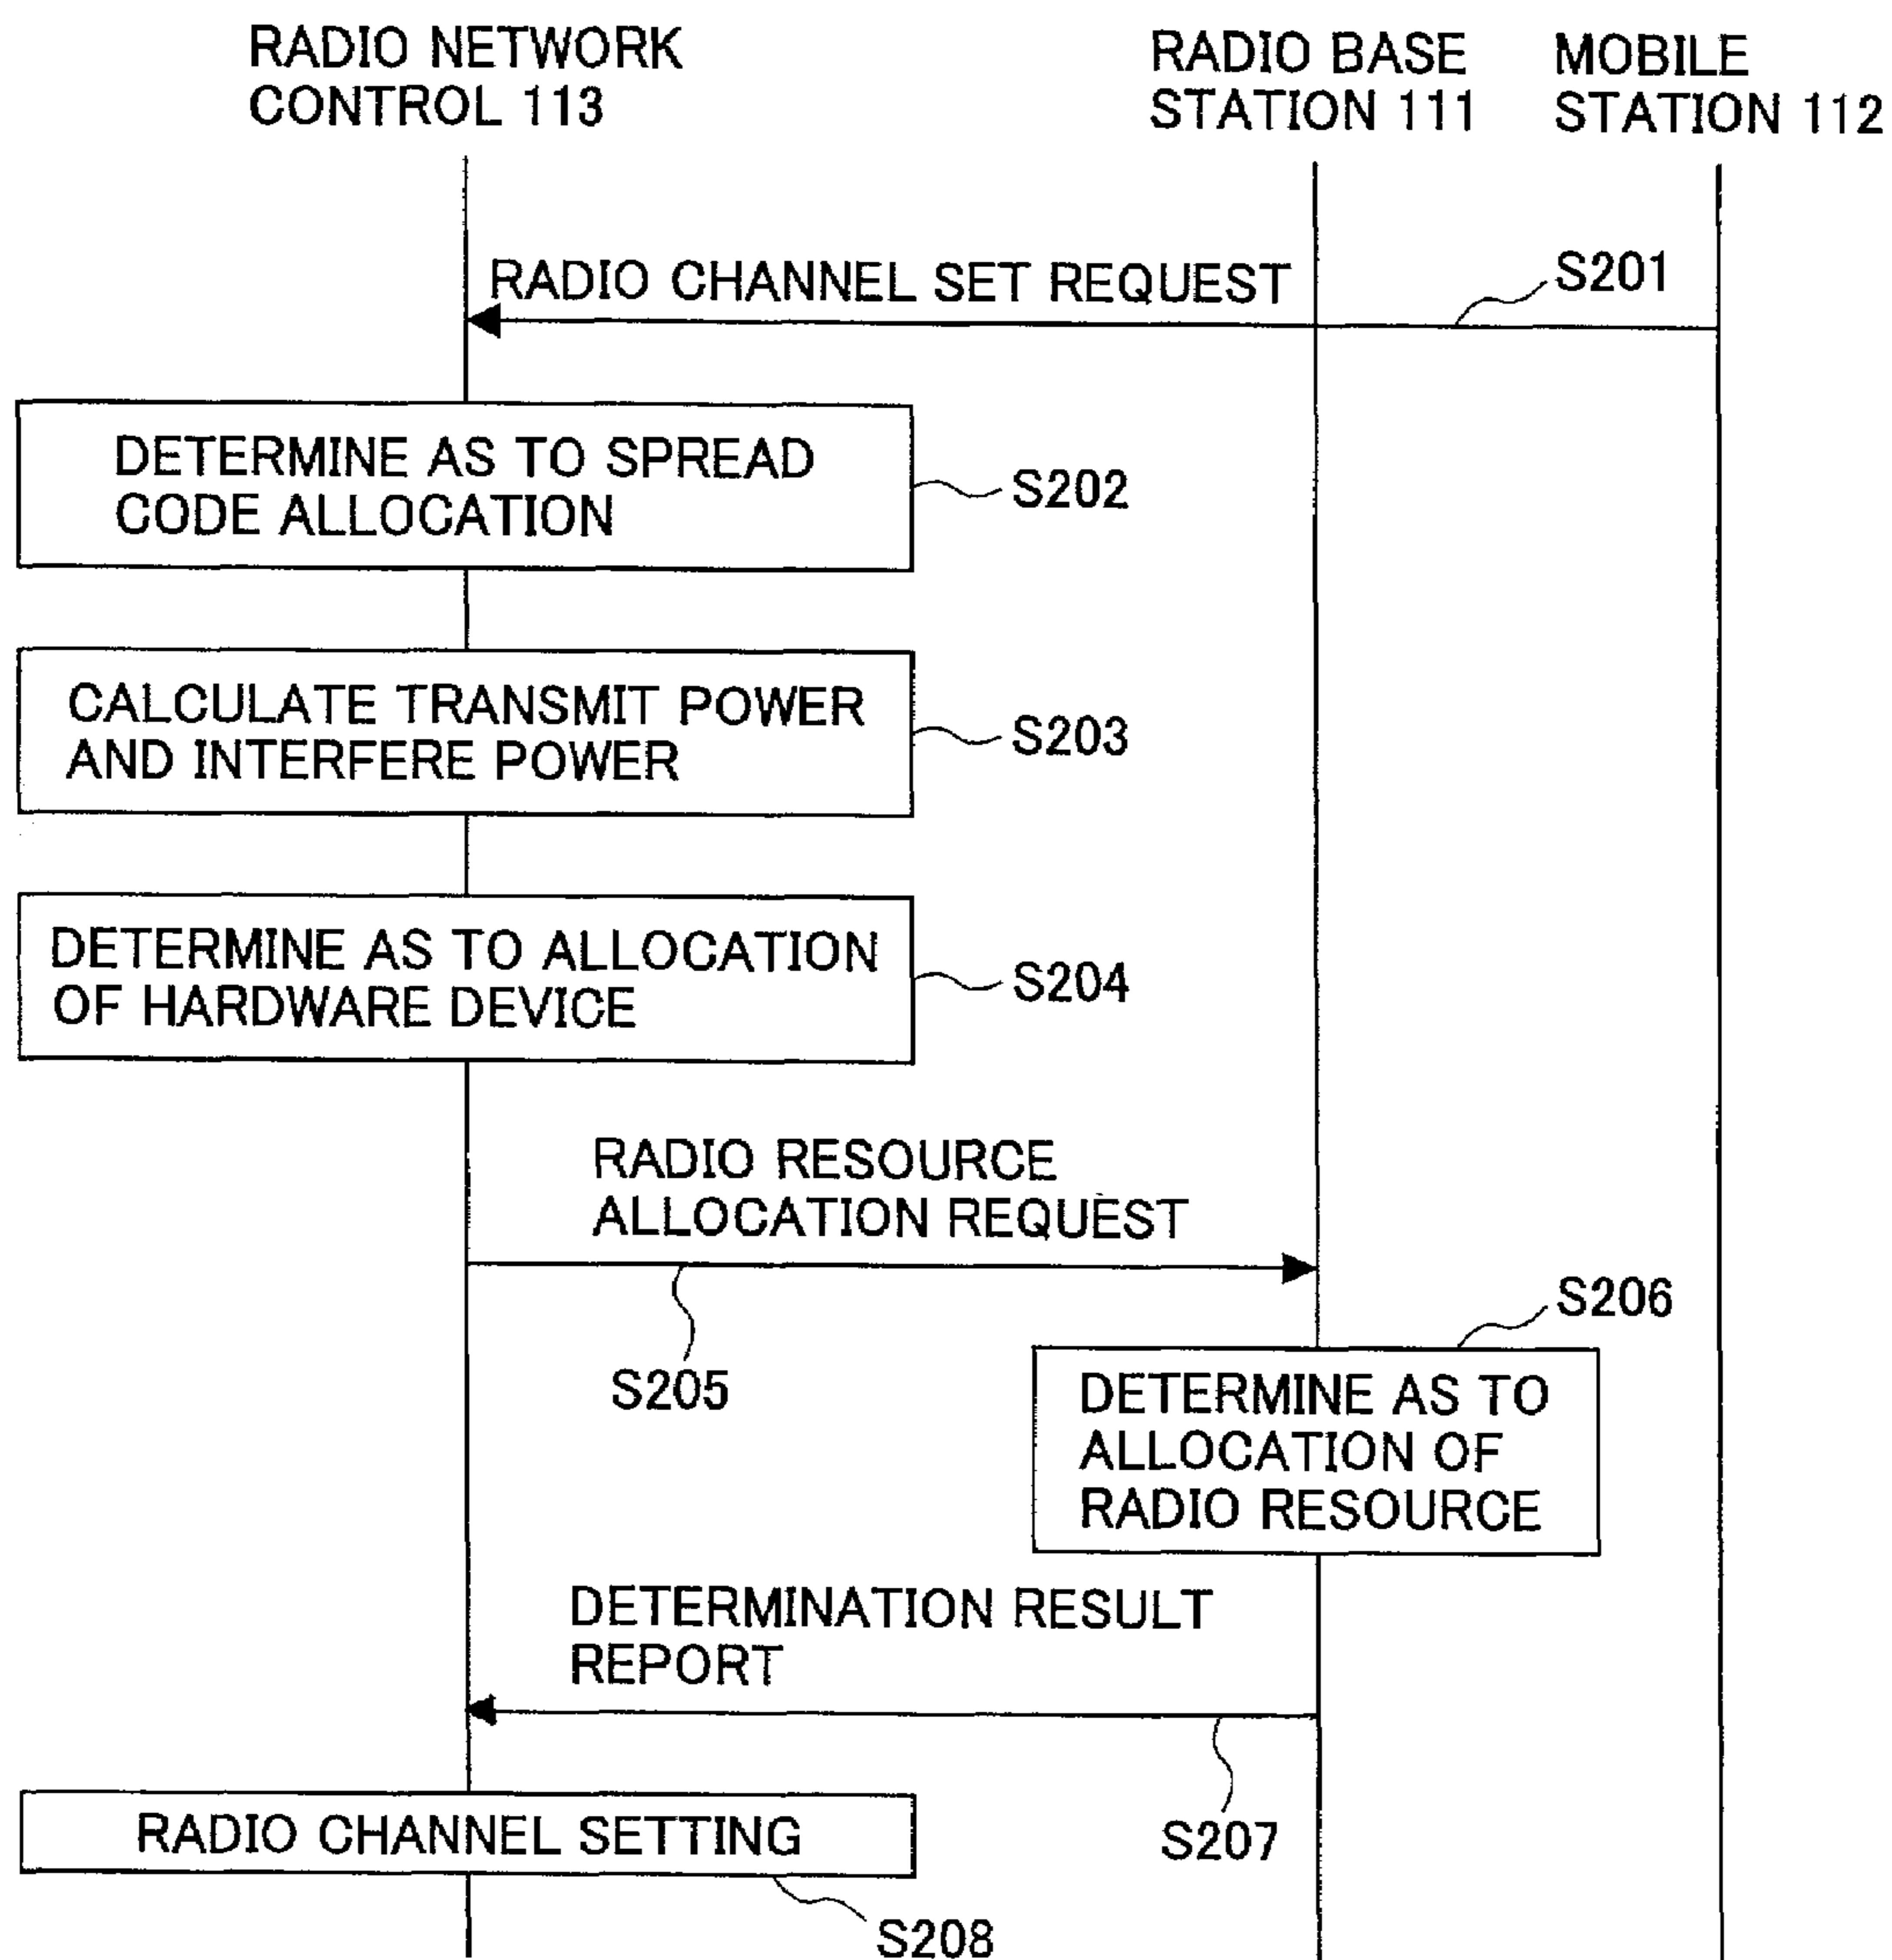 RADIO NETWORK
CONTROL 113
RADIO BASE
STATION 111
MOBILE
STATION 112
RADIO CHANNEL SET REQUEST
S201
DETERMINE AS TO SPREAD
CODE ALLOCATION
S202
CALCULATE TRANSMIT POWER
AND INTERFERE POWER
S203
DETERMINE AS TO ALLOCATION
OF HARDWARE DEVICE
S204
RADIO RESOURCE
ALLOCATION REQUEST
S205
S206
DETERMINE AS TO
ALLOCATION OF
RADIO RESOURCE
DETERMINATION RESULT
REPORT
S207
RADIO CHANNEL SETTING
S208